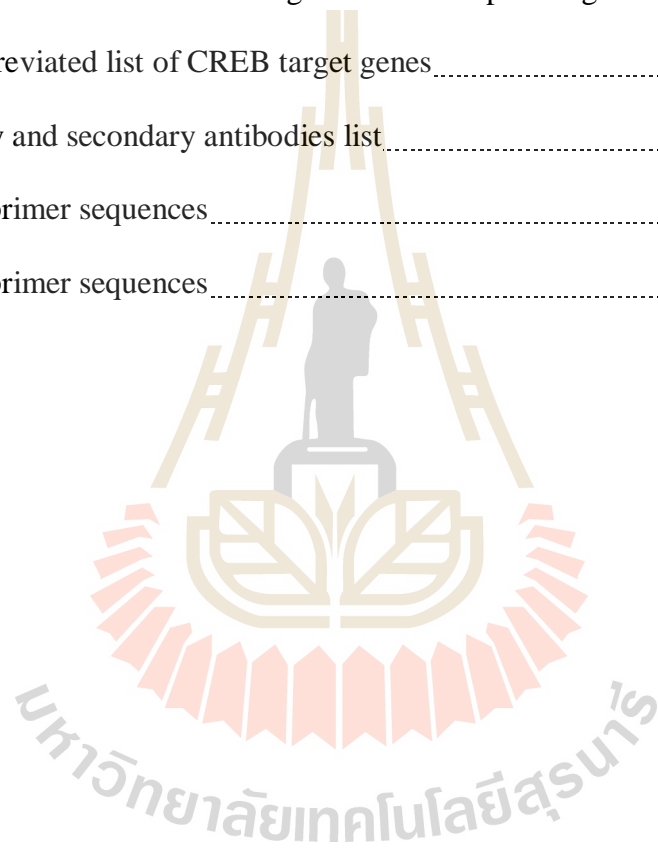 reviated list of CREB target genes
and secondary antibodies list
primer sequences
primer sequences
มหาวิทยาลัยเทคโนโลยีสุรนารี